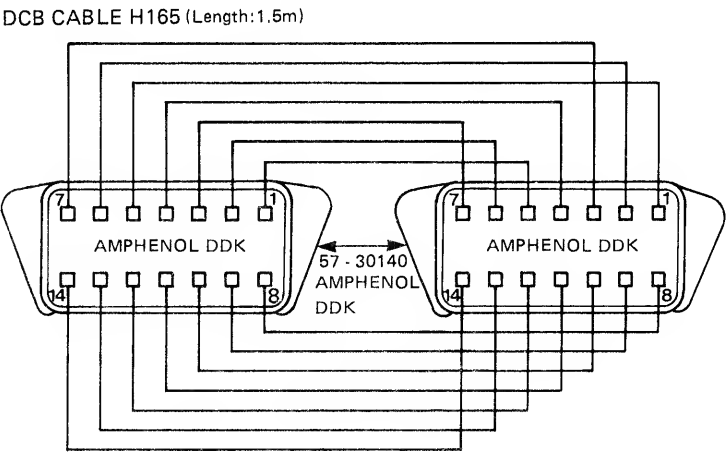 DCB CABLE H165 (Length:1.5m)
7 1
AMPHENOL DDK
14 8
7 1
AMPHENOL DDK
14 8
57 - 30140
AMPHENOL
DDK